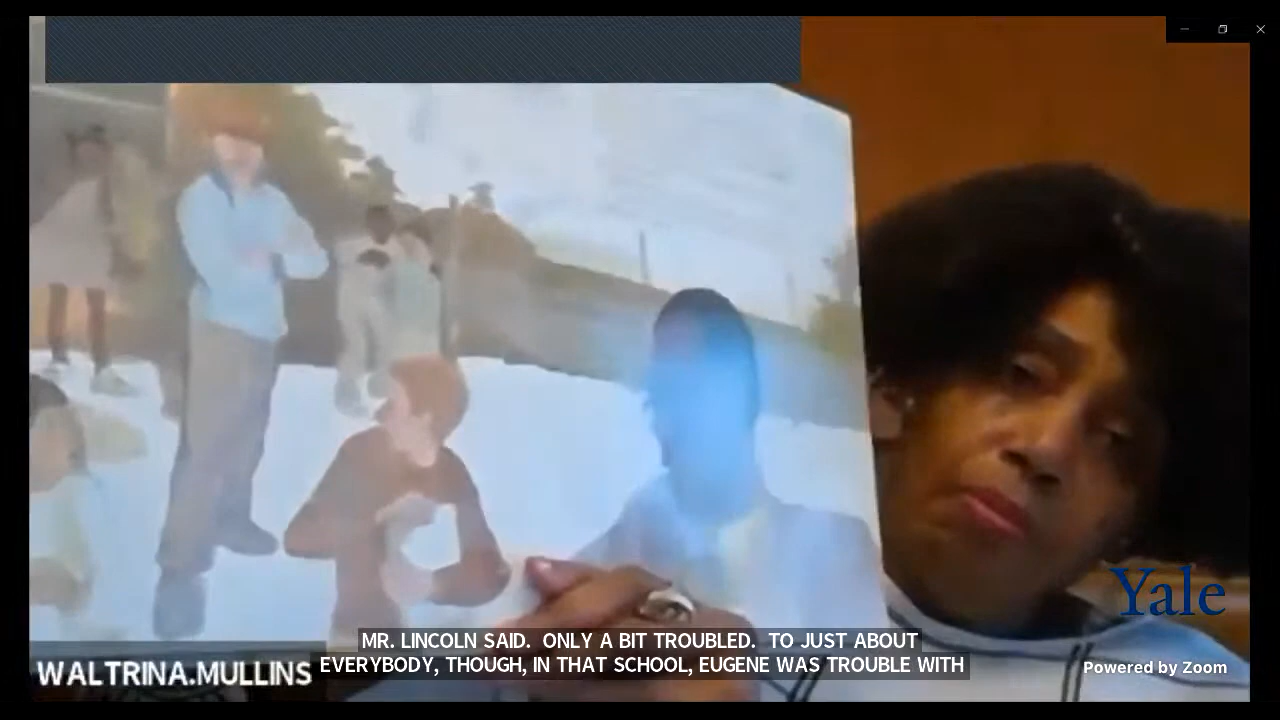 Yale
MR. LINCOLN SAID. ONLY A BIT TROUBLED. TO JUST ABOUT
EVERYBODY, THOUGH, IN THAT SCHOOL, EUGENE WAS TROUBLE WITH
WALTRINA.MULLINS
Powered by Zoom